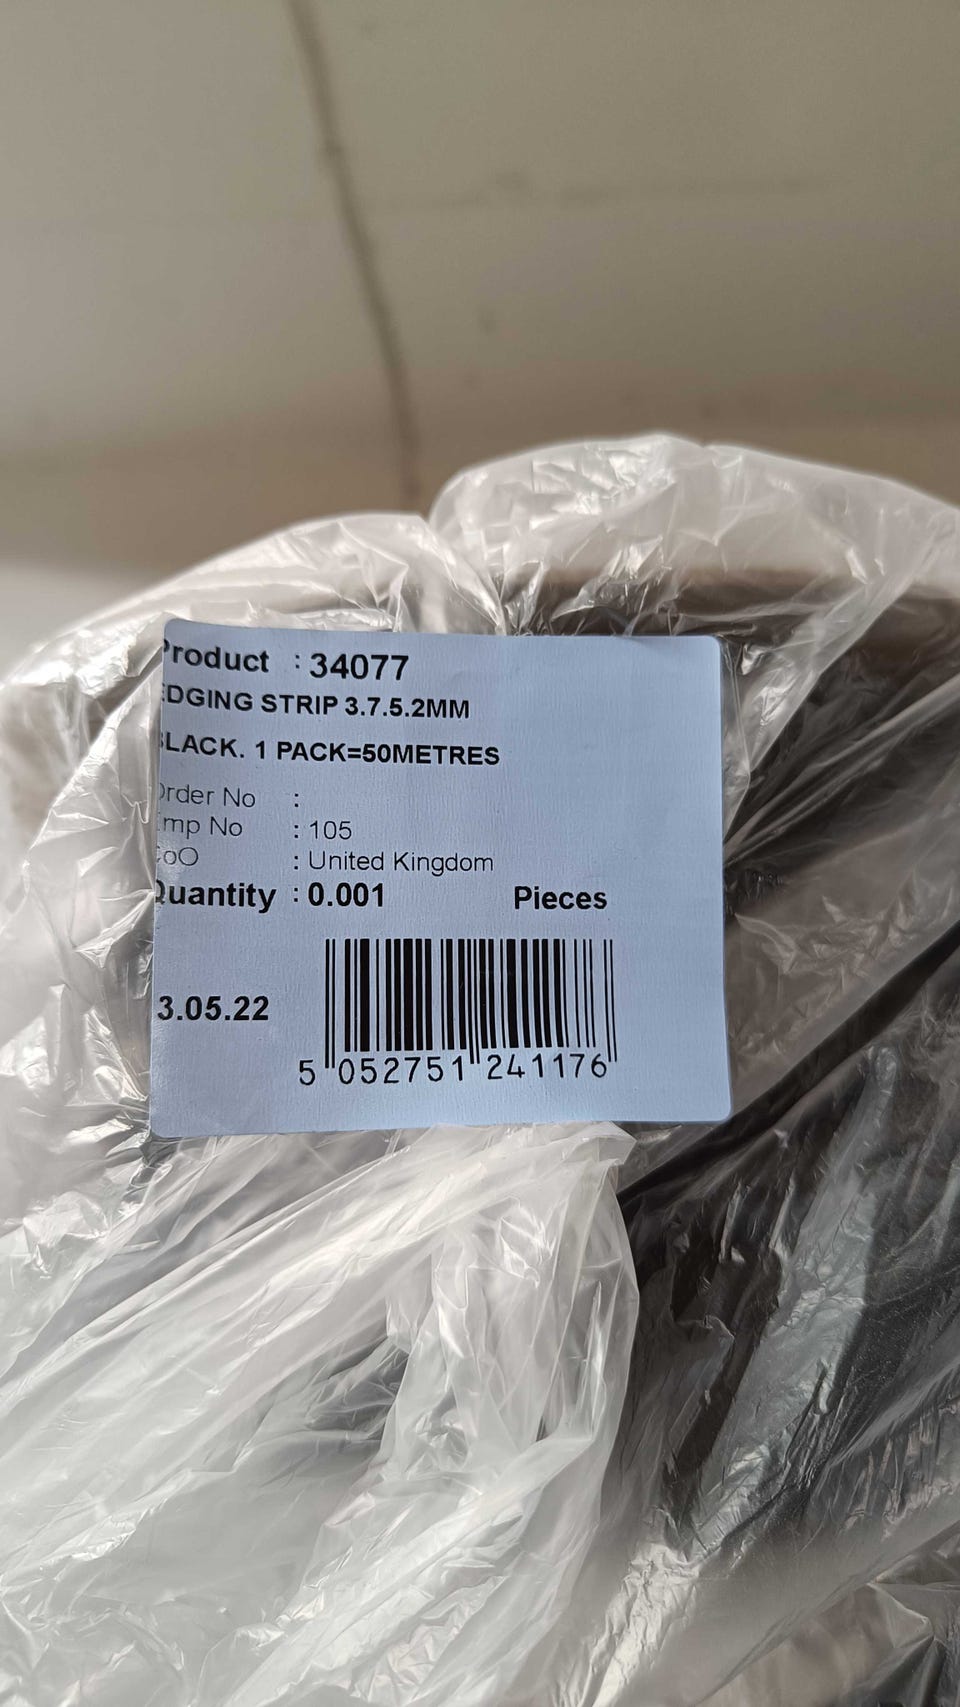 Product : 34077
EDGING STRIP 3.7.5.2MM
BLACK. 1 PACK=50METRES
Order No :
Emp No : 105
CoO : United Kingdom
Quantity : 0.001 Pieces
3.05.22
5 052751 241176